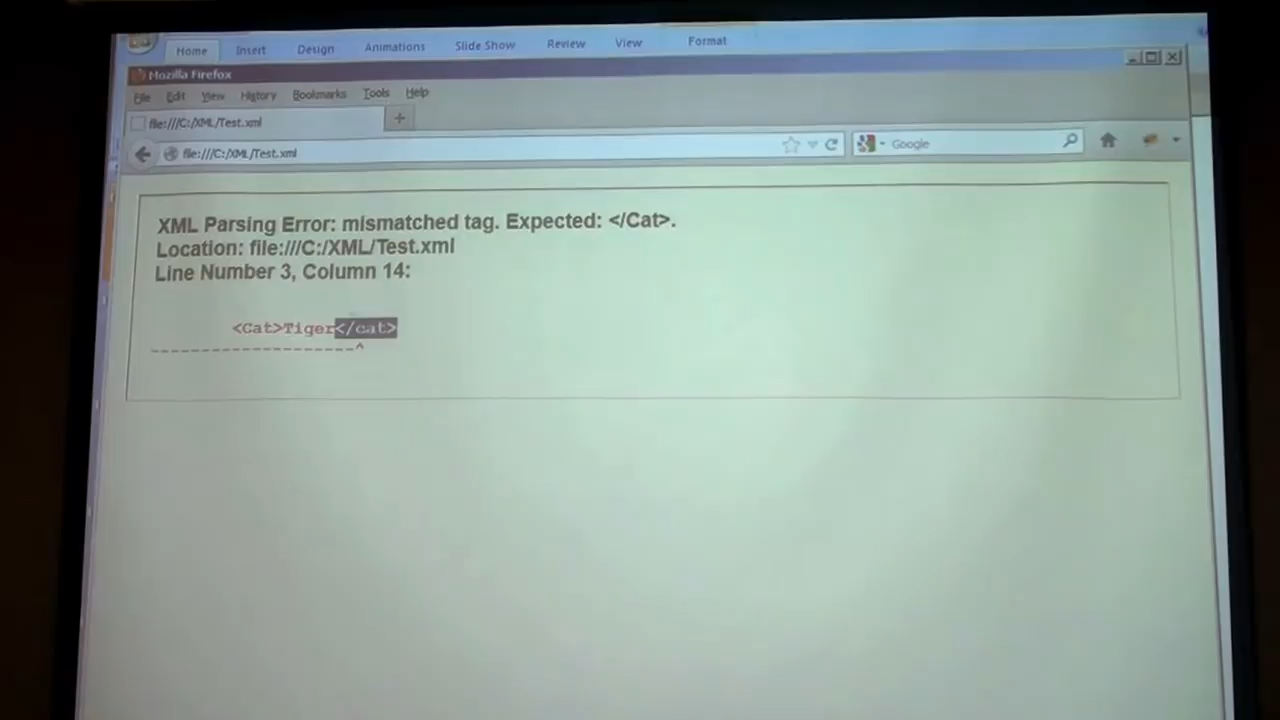 Home Insert Design Animations Slide Show Review View Format
Mozilla Firefox
File Edit View History Bookmarks Tools Help
file:///C:/XML/Test.xml
file:///C:/XML/Test.xml
Google
XML Parsing Error: mismatched tag. Expected: </Cat>.
Location: file:///C:/XML/Test.xml
Line Number 3, Column 14:
<Cat>Tiger</cat>
--------------------^